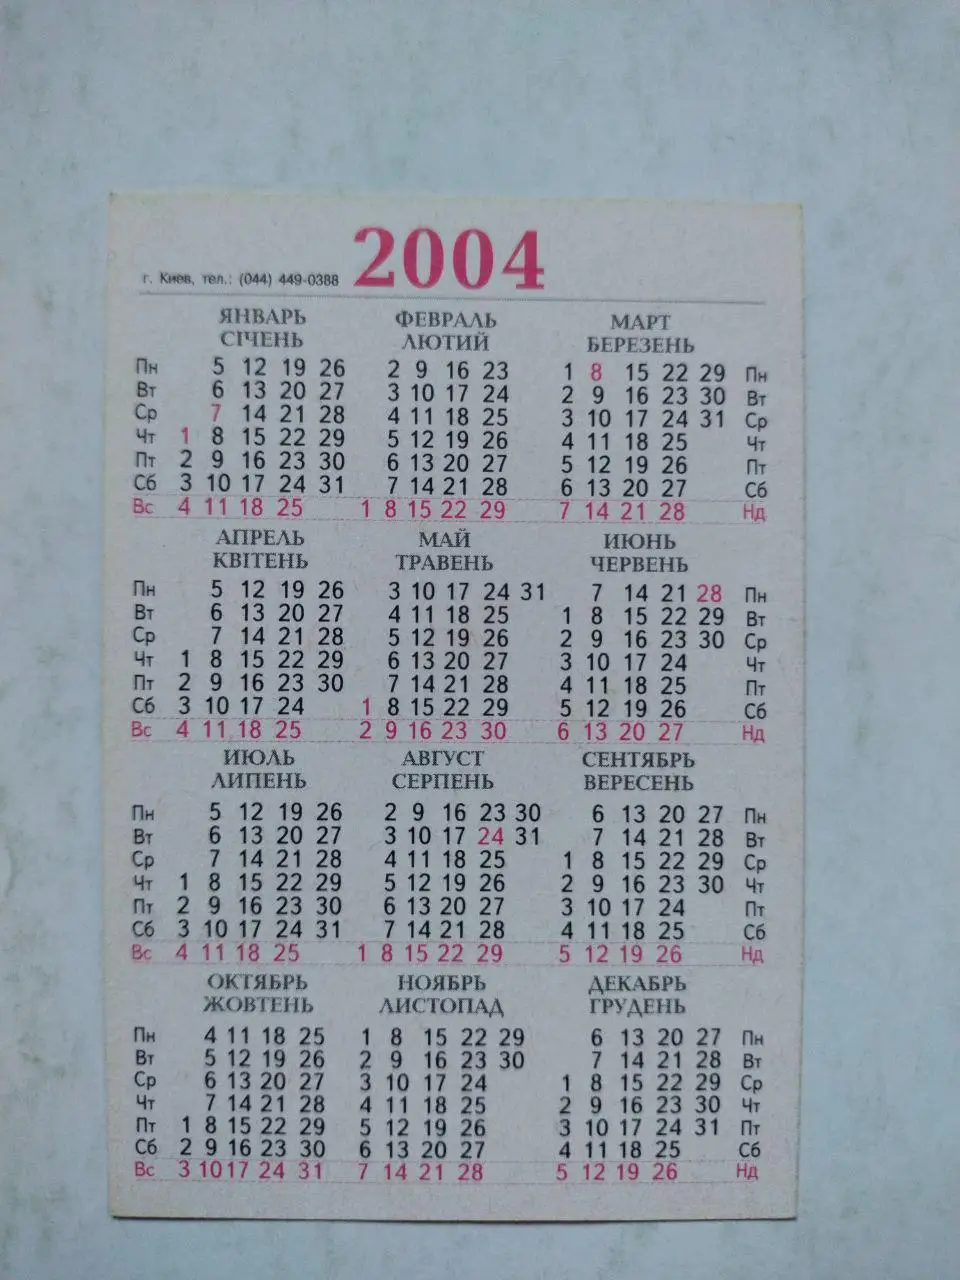 2004
г. Киев, тел.: (044) 449-0388
ЯНВАРЬ ФЕВРАЛЬ МАРТ
СІЧЕНЬ ЛЮТИЙ БЕРЕЗЕНЬ
Пн 5 12 19 26 2 9 16 23 1 8 15 22 29 Пн
Вт 6 13 20 27 3 10 17 24 2 9 16 23 30 Вт
Ср 7 14 21 28 4 11 18 25 3 10 17 24 31 Ср
Чт 1 8 15 22 29 5 12 19 26 4 11 18 25 Чт
Пт 2 9 16 23 30 6 13 20 27 5 12 19 26 Пт
Сб 3 10 17 24 31 7 14 21 28 6 13 20 27 Сб
Вс 4 11 18 25 1 8 15 22 29 7 14 21 28 Нд
АПРЕЛЬ МАЙ ИЮНЬ
КВІТЕНЬ ТРАВЕНЬ ЧЕРВЕНЬ
Пн 5 12 19 26 3 10 17 24 31 7 14 21 28 Пн
Вт 6 13 20 27 4 11 18 25 1 8 15 22 29 Вт
Ср 7 14 21 28 5 12 19 26 2 9 16 23 30 Ср
Чт 1 8 15 22 29 6 13 20 27 3 10 17 24 Чт
Пт 2 9 16 23 30 7 14 21 28 4 11 18 25 Пт
Сб 3 10 17 24 1 8 15 22 29 5 12 19 26 Сб
Вс 4 11 18 25 2 9 16 23 30 6 13 20 27 Нд
ИЮЛЬ АВГУСТ СЕНТЯБРЬ
ЛИПЕНЬ СЕРПЕНЬ ВЕРЕСЕНЬ
Пн 5 12 19 26 2 9 16 23 30 6 13 20 27 Пн
Вт 6 13 20 27 3 10 17 24 31 7 14 21 28 Вт
Ср 7 14 21 28 4 11 18 25 1 8 15 22 29 Ср
Чт 1 8 15 22 29 5 12 19 26 2 9 16 23 30 Чт
Пт 2 9 16 23 30 6 13 20 27 3 10 17 24 Пт
Сб 3 10 17 24 31 7 14 21 28 4 11 18 25 Сб
Вс 4 11 18 25 1 8 15 22 29 5 12 19 26 Нд
ОКТЯБРЬ НОЯБРЬ ДЕКАБРЬ
ЖОВТЕНЬ ЛИСТОПАД ГРУДЕНЬ
Пн 4 11 18 25 1 8 15 22 29 6 13 20 27 Пн
Вт 5 12 19 26 2 9 16 23 30 7 14 21 28 Вт
Ср 6 13 20 27 3 10 17 24 1 8 15 22 29 Ср
Чт 7 14 21 28 4 11 18 25 2 9 16 23 30 Чт
Пт 1 8 15 22 29 5 12 19 26 3 10 17 24 31 Пт
Сб 2 9 16 23 30 6 13 20 27 4 11 18 25 Сб
Вс 3 10 17 24 31 7 14 21 28 5 12 19 26 Нд